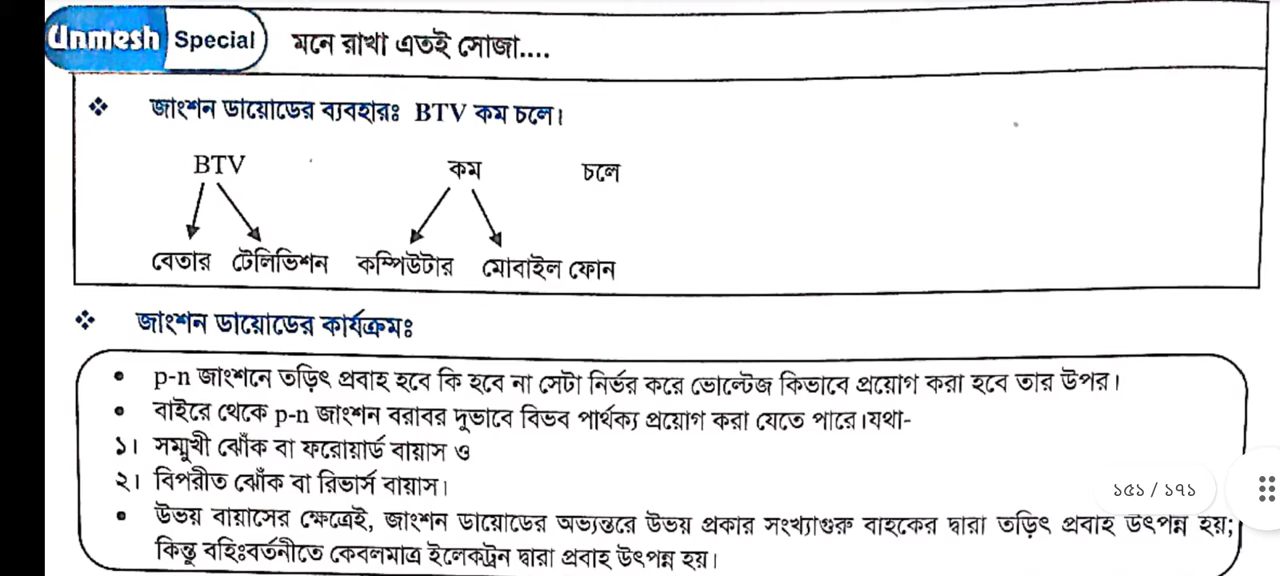 Unmesh Special মনে রাখা এতই সোজা....
❖ জাংশন ডায়োডের ব্যবহারঃ BTV কম চলে।
BTV কম চলে
বেতার টেলিভিশন কম্পিউটার মোবাইল ফোন
❖ জাংশন ডায়োডের কার্যক্রমঃ
• p-n জাংশনে তড়িৎ প্রবাহ হবে কি হবে না সেটা নির্ভর করে ভোল্টেজ কিভাবে প্রয়োগ করা হবে তার উপর।
• বাইরে থেকে p-n জাংশন বরাবর দুভাবে বিভব পার্থক্য প্রয়োগ করা যেতে পারে।যথা-
১। সম্মুখী ঝোঁক বা ফরোয়ার্ড বায়াস ও
২। বিপরীত ঝোঁক বা রিভার্স বায়াস।
১৫১ / ১৭১
• উভয় বায়াসের ক্ষেত্রেই, জাংশন ডায়োডের অভ্যন্তরে উভয় প্রকার সংখ্যাগুরু বাহকের দ্বারা তড়িৎ প্রবাহ উৎপন্ন হয়;
কিন্তু বহিঃবর্তনীতে কেবলমাত্র ইলেকট্রন দ্বারা প্রবাহ উৎপন্ন হয়।